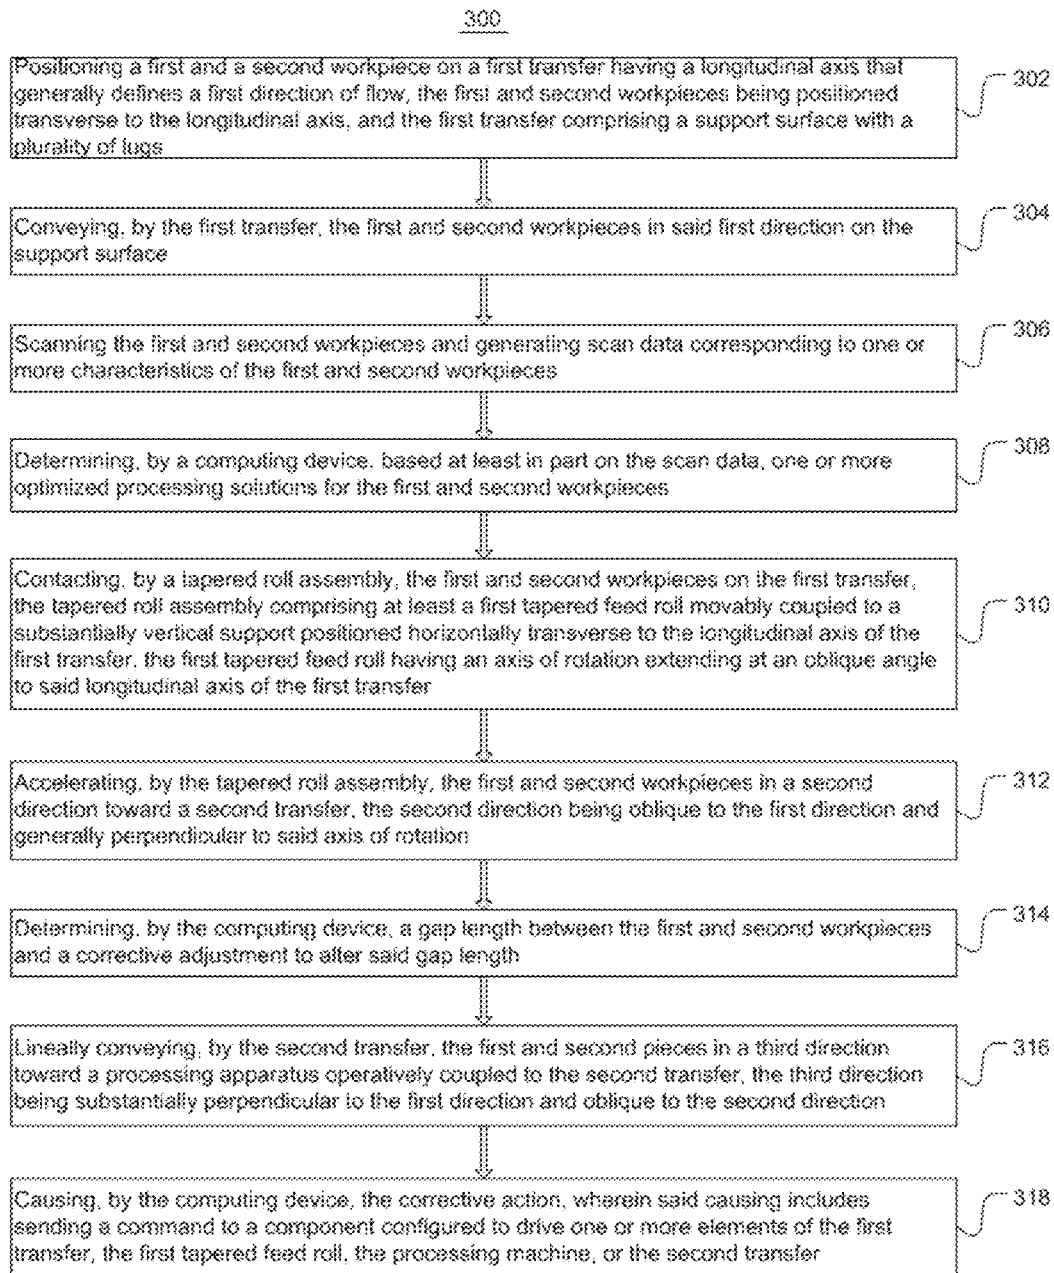 300
Positioning a first and a second workpiece on a first transfer having a longitudinal axis that
generally defines a first direction of flow, the first and second workpieces being positioned
transverse to the longitudinal axis, and the first transfer comprising a support surface with a
plurality of lugs
302
Conveying, by the first transfer, the first and second workpieces in said first direction on the
support surface
304
Scanning the first and second workpieces and generating scan data corresponding to one or
more characteristics of the first and second workpieces
306
Determining, by a computing device, based at least in part on the scan data, one or more
optimized processing solutions for the first and second workpieces
308
Contacting, by a tapered roll assembly, the first and second workpieces on the first transfer,
the tapered roll assembly comprising at least a first tapered feed roll movably coupled to a
substantially vertical support positioned horizontally transverse to the longitudinal axis of the
first transfer, the first tapered feed roll having an axis of rotation extending at an oblique angle
to said longitudinal axis of the first transfer
310
Accelerating, by the tapered roll assembly, the first and second workpieces in a second
direction toward a second transfer, the second direction being oblique to the first direction and
generally perpendicular to said axis of rotation
312
Determining, by the computing device, a gap length between the first and second workpieces
and a corrective adjustment to alter said gap length
314
Lineally conveying, by the second transfer, the first and second pieces in a third direction
toward a processing apparatus operatively coupled to the second transfer, the third direction
being substantially perpendicular to the first direction and oblique to the second direction
316
Causing, by the computing device, the corrective action, wherein said causing includes
sending a command to a component configured to drive one or more elements of the first
transfer, the first tapered feed roll, the processing machine, or the second transfer
318